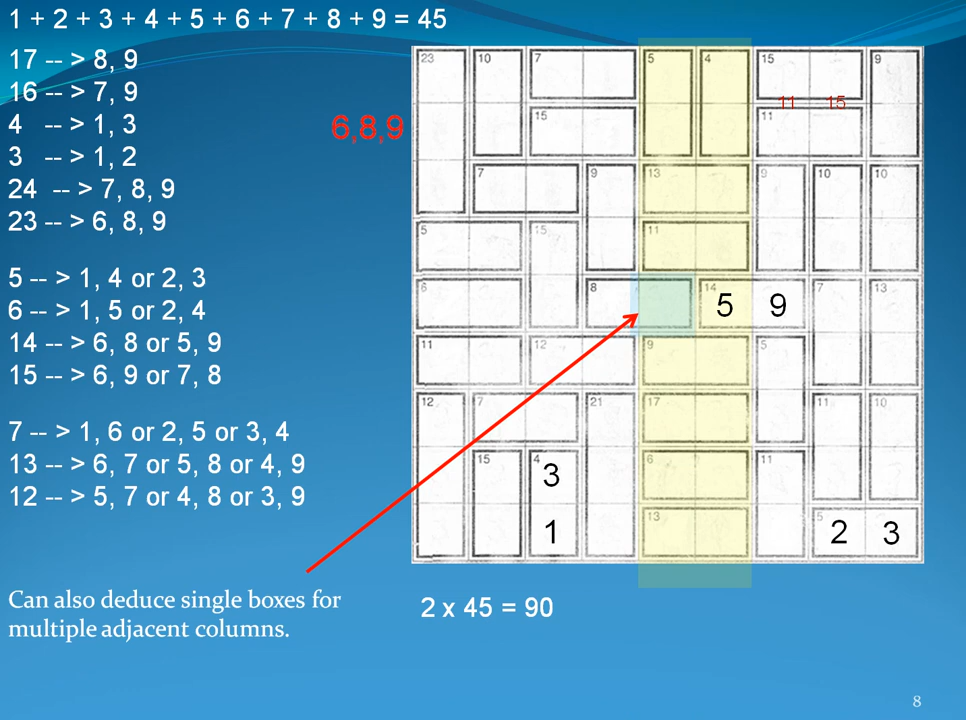 1 + 2 + 3 + 4 + 5 + 6 + 7 + 8 + 9 = 45
17 -- > 8, 9
16 -- > 7, 9
4 -- > 1, 3
3 -- > 1, 2
24 -- > 7, 8, 9
23 -- > 6, 8, 9
5 -- > 1, 4 or 2, 3
6 -- > 1, 5 or 2, 4
14 -- > 6, 8 or 5, 9
15 -- > 6, 9 or 7, 8
7 -- > 1, 6 or 2, 5 or 3, 4
13 -- > 6, 7 or 5, 8 or 4, 9
12 -- > 5, 7 or 4, 8 or 3, 9
Can also deduce single boxes for
multiple adjacent columns.
6,8,9
23 10 7 5 4 15 9
11 15
15 11
7 9 13 9 10 10
5 15 11
6 8 14 5 9 7 13
11 12 9 5
12 7 21 17 11 10
15 4 3 6 11
1 13 5 2 3
2 x 45 = 90
8